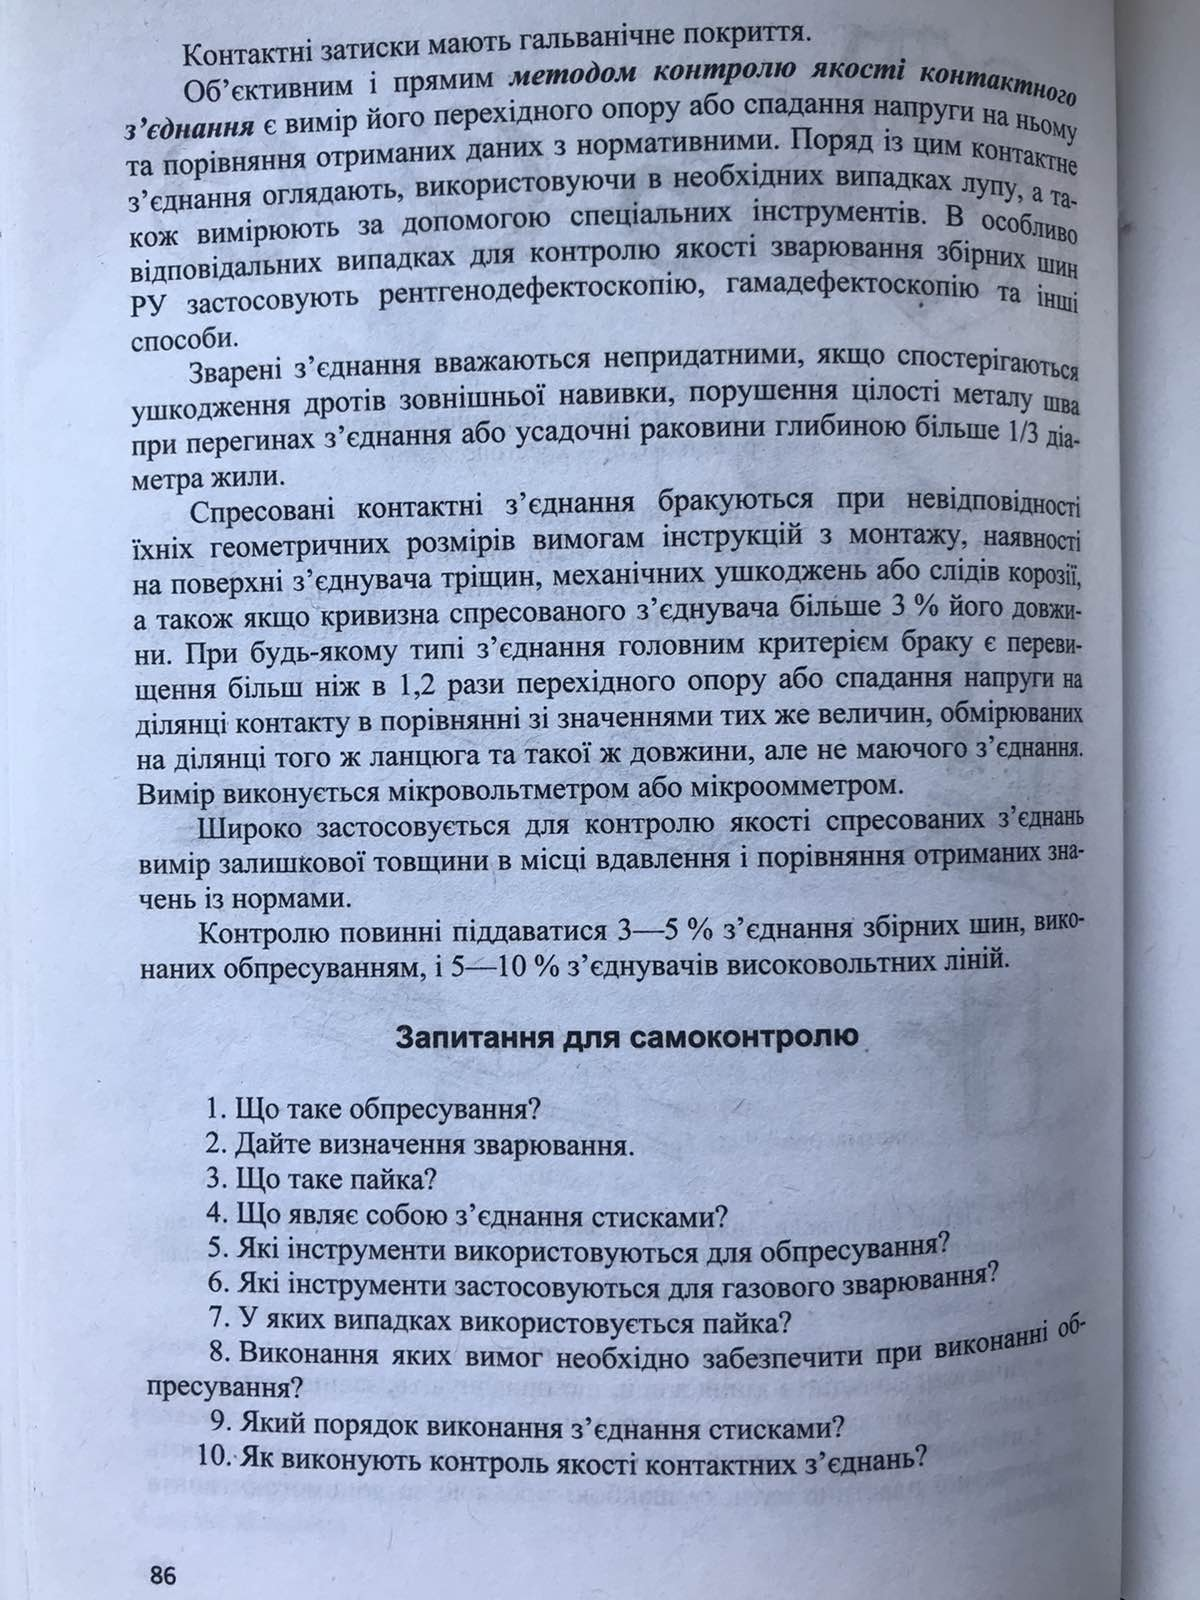 Контактні затиски мають гальванічне покриття.
Об’єктивним і прямим методом контролю якості контактного
з’єднання є вимір його перехідного опору або спадання напруги на ньому
та порівняння отриманих даних з нормативними. Поряд із цим контактне
з’єднання оглядають, використовуючи в необхідних випадках лупу, а та-
кож вимірюють за допомогою спеціальних інструментів. В особливо
відповідальних випадках для контролю якості зварювання збірних шин
РУ застосовують рентгенодефектоскопію, гамадефектоскопію та інші
способи.
Зварені з’єднання вважаються непридатними, якщо спостерігаються
ушкодження дротів зовнішньої навивки, порушення цілості металу шва
при перегинах з’єднання або усадочні раковини глибиною більше 1/3 діа-
метра жили.
Спресовані контактні з’єднання бракуються при невідповідності
їхніх геометричних розмірів вимогам інструкцій з монтажу, наявності
на поверхні з’єднувача тріщин, механічних ушкоджень або слідів корозії,
а також якщо кривизна спресованого з’єднувача більше 3 % його довжи-
ни. При будь-якому типі з’єднання головним критерієм браку є переви-
щення більш ніж в 1,2 рази перехідного опору або спадання напруги на
ділянці контакту в порівнянні зі значеннями тих же величин, обмірюваних
на ділянці того ж ланцюга та такої ж довжини, але не маючого з’єднання.
Вимір виконується мікровольтметром або мікроомметром.
Широко застосовується для контролю якості спресованих з’єднань
вимір залишкової товщини в місці вдавлення і порівняння отриманих зна-
чень із нормами.
Контролю повинні піддаватися 3—5 % з’єднання збірних шин, вико-
наних обпресуванням, і 5—10 % з’єднувачів високовольтних ліній.
Запитання для самоконтролю
1. Що таке обпресування?
2. Дайте визначення зварювання.
3. Що таке пайка?
4. Що являє собою з’єднання стисками?
5. Які інструменти використовуються для обпресування?
6. Які інструменти застосовуються для газового зварювання?
7. У яких випадках використовується пайка?
8. Виконання яких вимог необхідно забезпечити при виконанні об-
пресування?
9. Який порядок виконання з’єднання стисками?
10. Як виконують контроль якості контактних з’єднань?
86